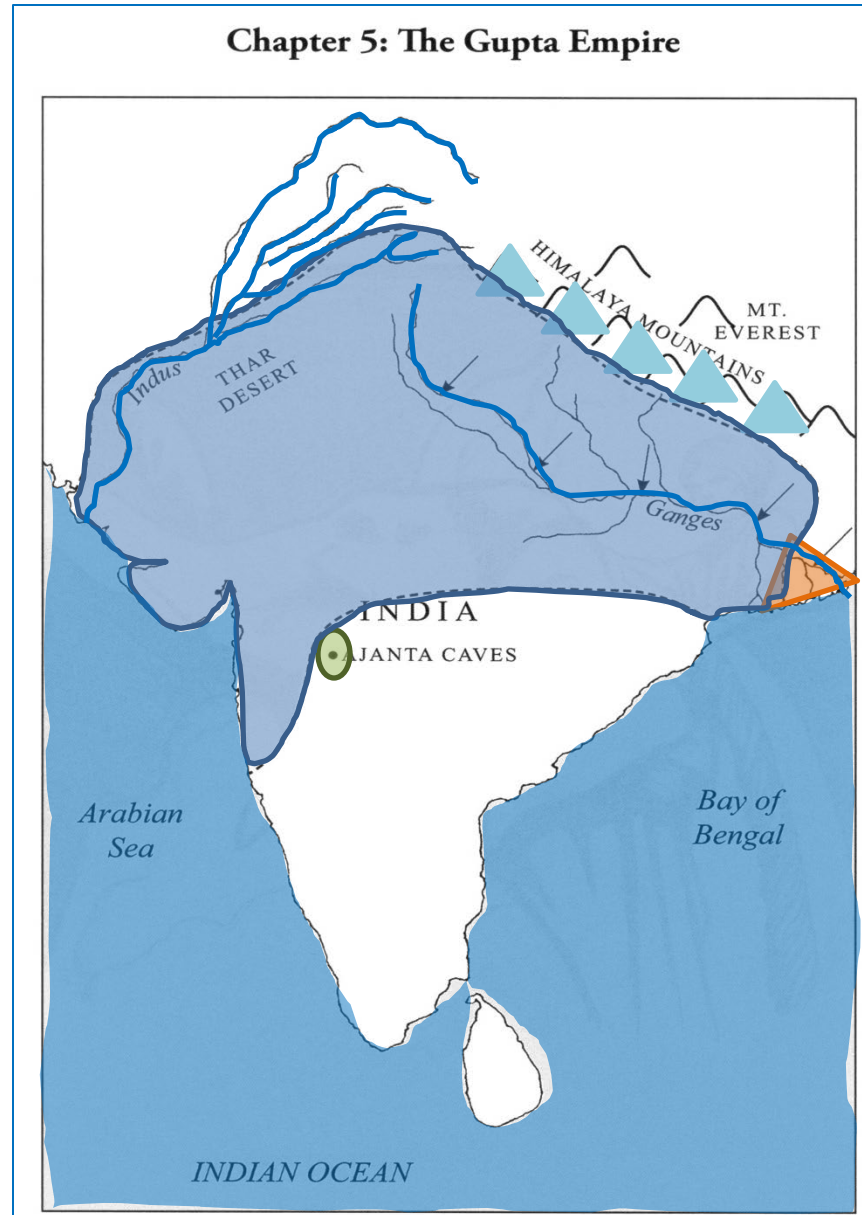 Chapter 5: The Gupta Empire
HIMALAYA MOUNTAINS
MT.
EVEREST
Indus
THAR
DESERT
Ganges
INDIA
AJANTA CAVES
Arabian
Sea
Bay of
Bengal
INDIAN OCEAN